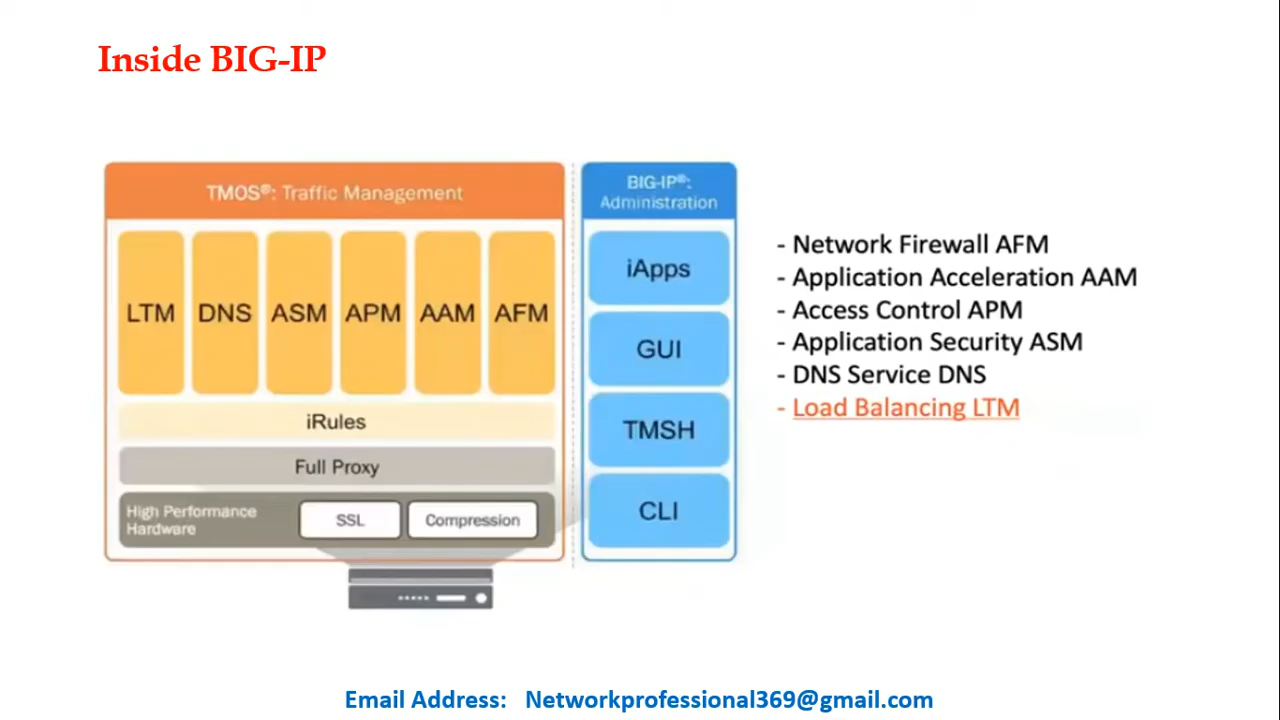 Inside BIG-IP
TMOS®: Traffic Management
LTM DNS ASM APM AAM AFM
iRules
Full Proxy
High Performance
Hardware
SSL
Compression
BIG-IP®:
Administration
iApps
GUI
TMSH
CLI
- Network Firewall AFM
- Application Acceleration AAM
- Access Control APM
- Application Security ASM
- DNS Service DNS
- Load Balancing LTM
Email Address: Networkprofessional369@gmail.com